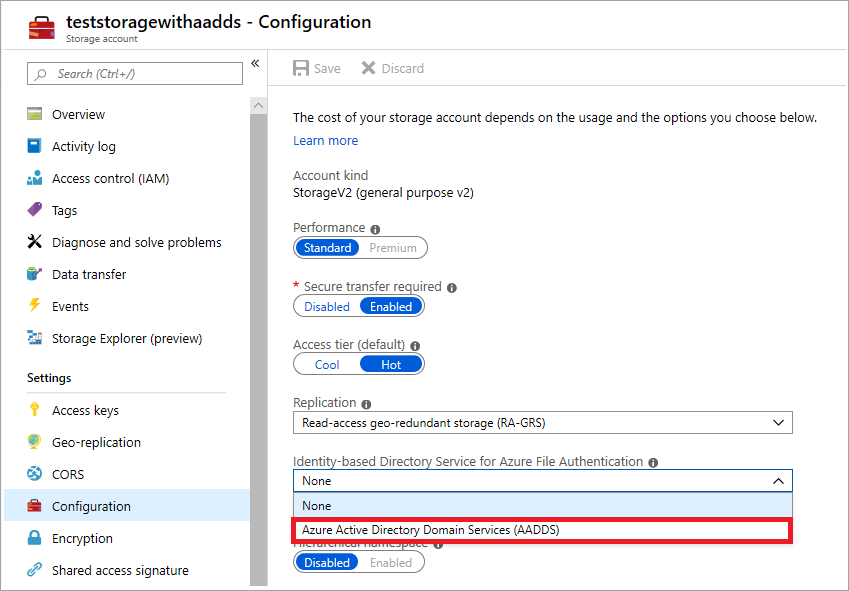 teststoragewithaadds - Configuration
Storage account
Search (Ctrl+/)
«
Overview
Activity log
Access control (IAM)
Tags
Diagnose and solve problems
Data transfer
Events
Storage Explorer (preview)
Settings
Access keys
Geo-replication
CORS
Configuration
Encryption
Shared access signature
Save Discard
The cost of your storage account depends on the usage and the options you choose below.
Learn more
Account kind
StorageV2 (general purpose v2)
Performance
Standard Premium
* Secure transfer required
Disabled Enabled
Access tier (default)
Cool Hot
Replication
Read-access geo-redundant storage (RA-GRS)
Identity-based Directory Service for Azure File Authentication
None
None
Azure Active Directory Domain Services (AADDS)
Hierarchical namespace
Disabled Enabled